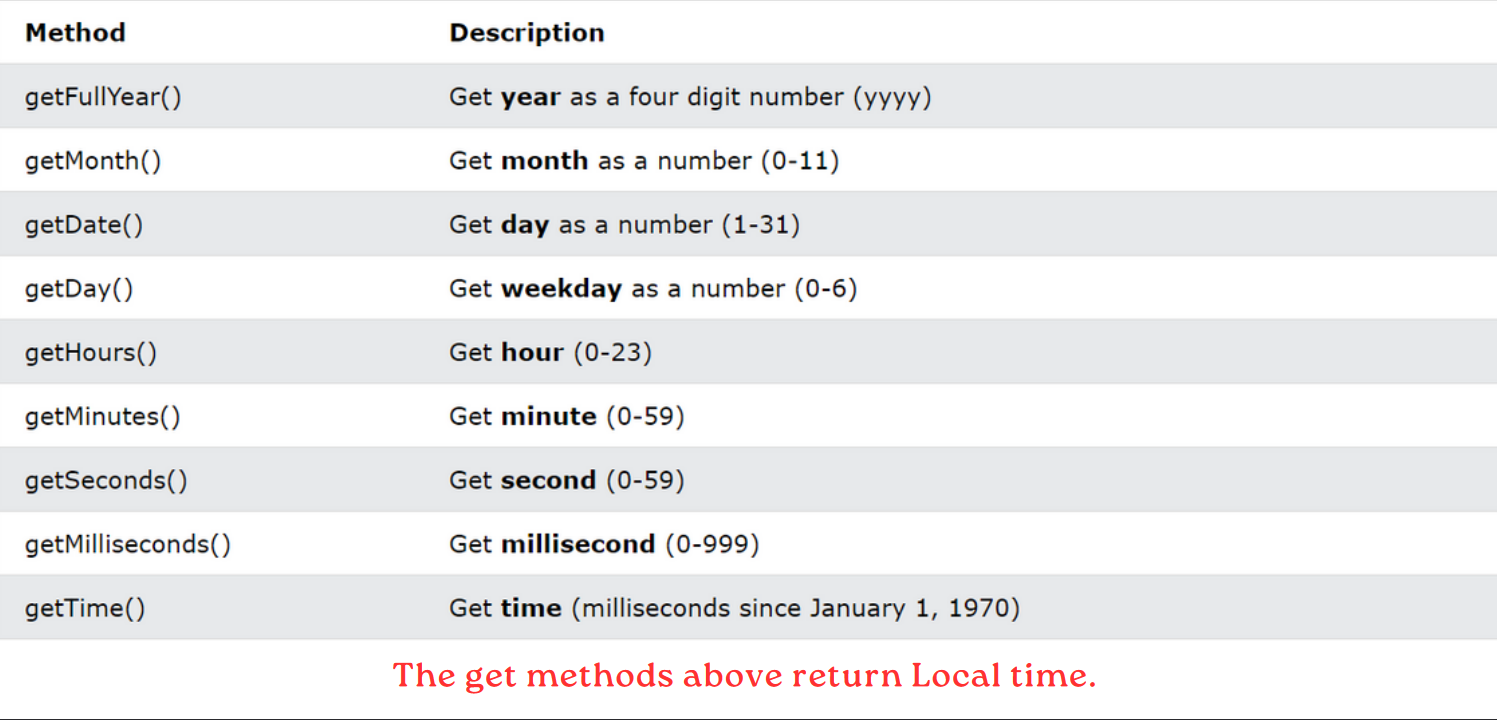 Method Description
getFullYear() Get year as a four digit number (yyyy)
getMonth() Get month as a number (0-11)
getDate() Get day as a number (1-31)
getDay() Get weekday as a number (0-6)
getHours() Get hour (0-23)
getMinutes() Get minute (0-59)
getSeconds() Get second (0-59)
getMilliseconds() Get millisecond (0-999)
getTime() Get time (milliseconds since January 1, 1970)
The get methods above return Local time.